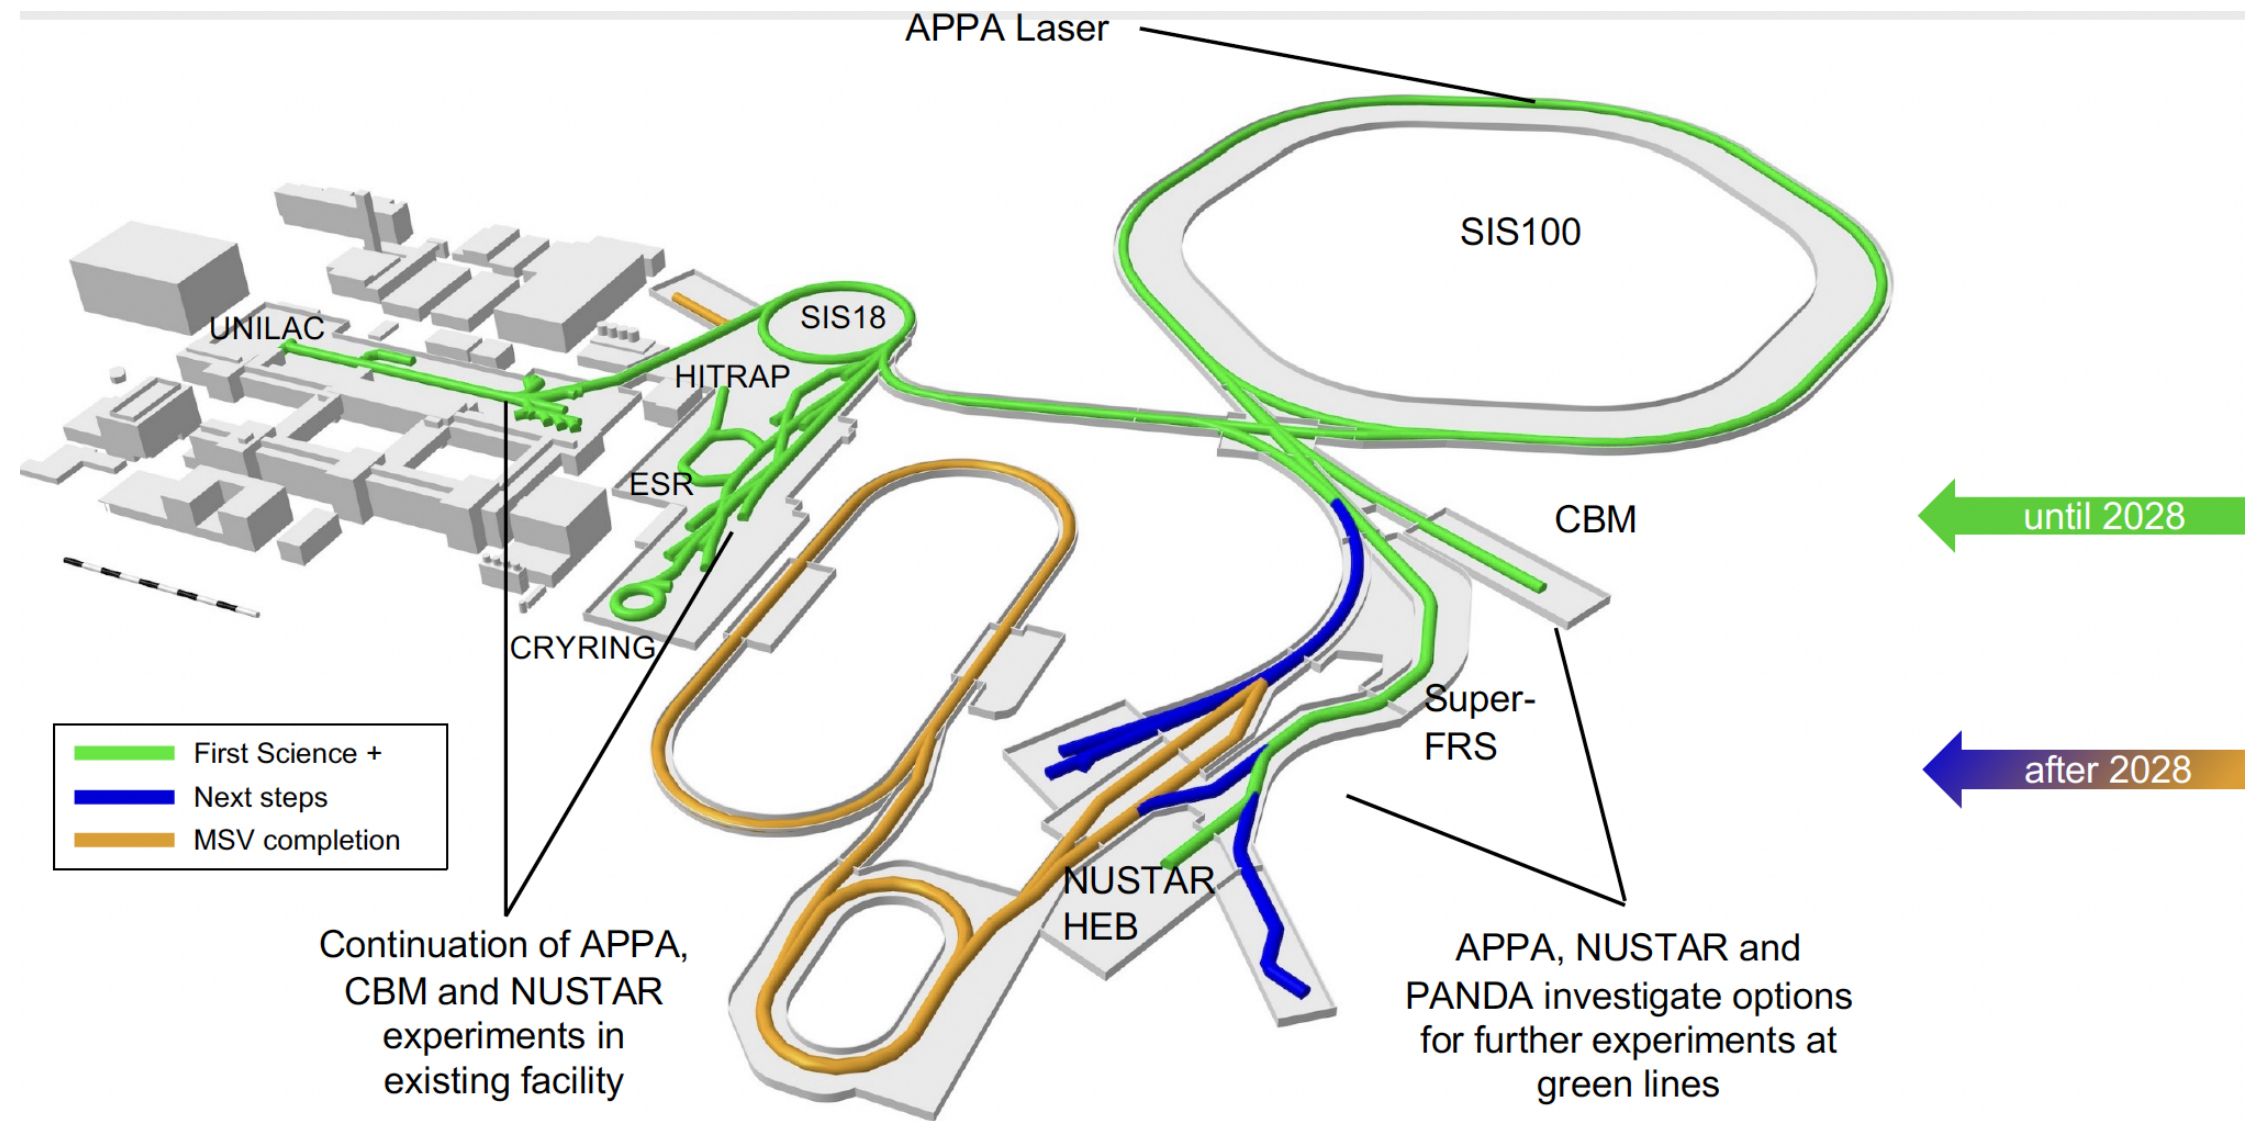 APPA Laser
SIS100
UNILAC
SIS18
HITRAP
ESR
CBM
until 2028
CRYRING
Super-
FRS
First Science +
Next steps
MSV completion
after 2028
NUSTAR
HEB
Continuation of APPA,
CBM and NUSTAR
experiments in
existing facility
APPA, NUSTAR and
PANDA investigate options
for further experiments at
green lines